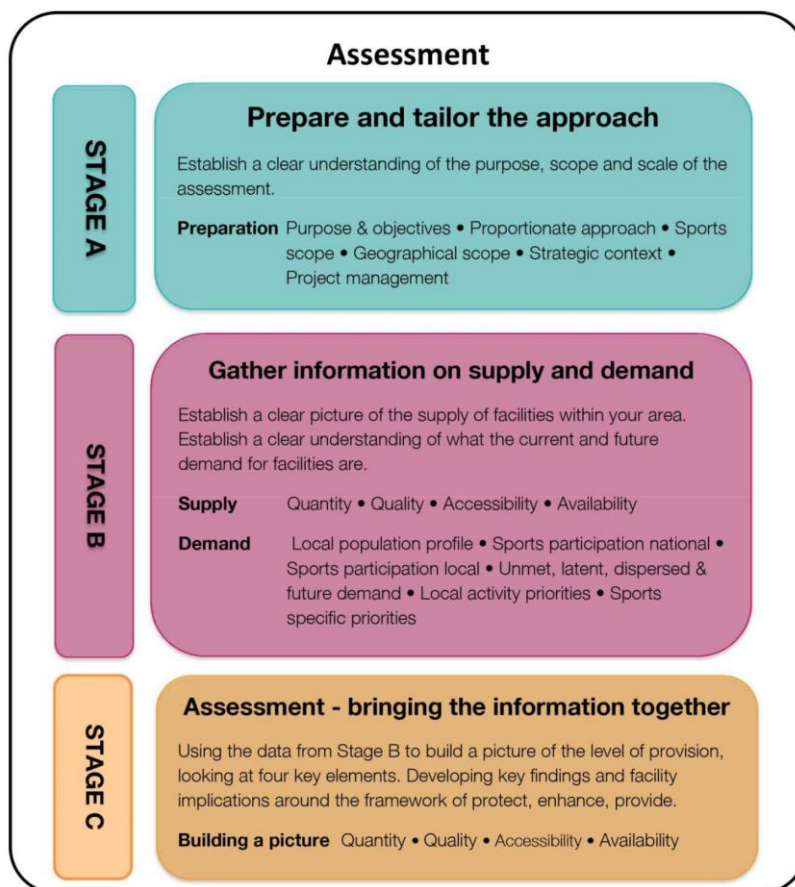 Assessment
STAGE A
Prepare and tailor the approach
Establish a clear understanding of the purpose, scope and scale of the
assessment.
Preparation Purpose & objectives • Proportionate approach • Sports
scope • Geographical scope • Strategic context •
Project management
STAGE B
Gather information on supply and demand
Establish a clear picture of the supply of facilities within your area.
Establish a clear understanding of what the current and future
demand for facilities are.
Supply Quantity • Quality • Accessibility • Availability
Demand Local population profile • Sports participation national •
Sports participation local • Unmet, latent, dispersed &
future demand • Local activity priorities • Sports
specific priorities
STAGE C
Assessment - bringing the information together
Using the data from Stage B to build a picture of the level of provision,
looking at four key elements. Developing key findings and facility
implications around the framework of protect, enhance, provide.
Building a picture Quantity • Quality • Accessibility • Availability